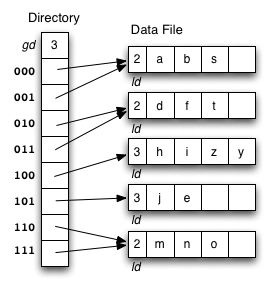 Directory
Data File
gd 3
000
001
010
011
100
101
110
111
2 a b s
ld
2 d f t
ld
3 h i z y
ld
3 j e
ld
2 m n o
ld